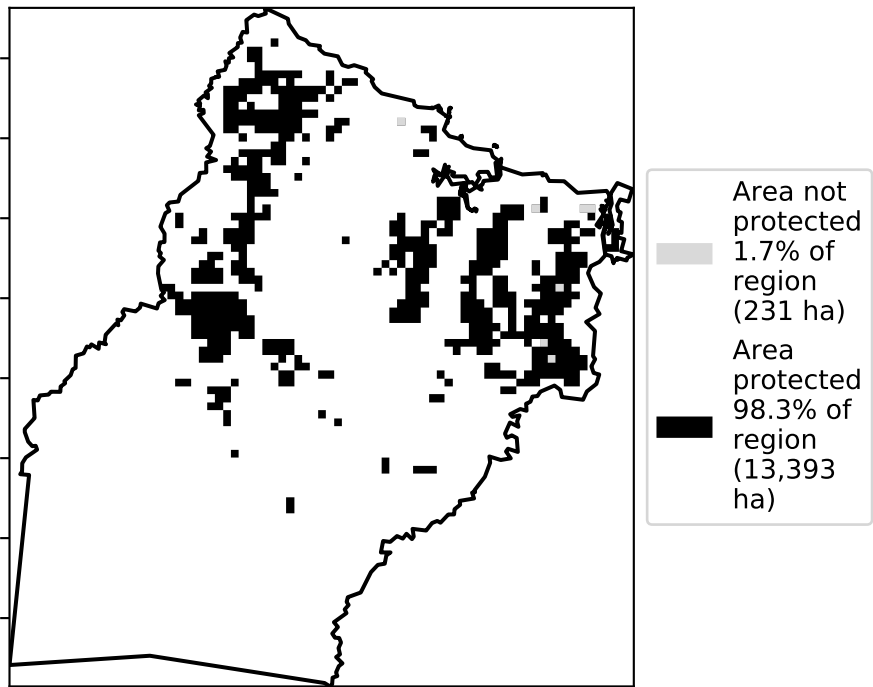 Area not
protected
1.7% of
region
(231 ha)
Area
protected
98.3% of
region
(13,393
ha)